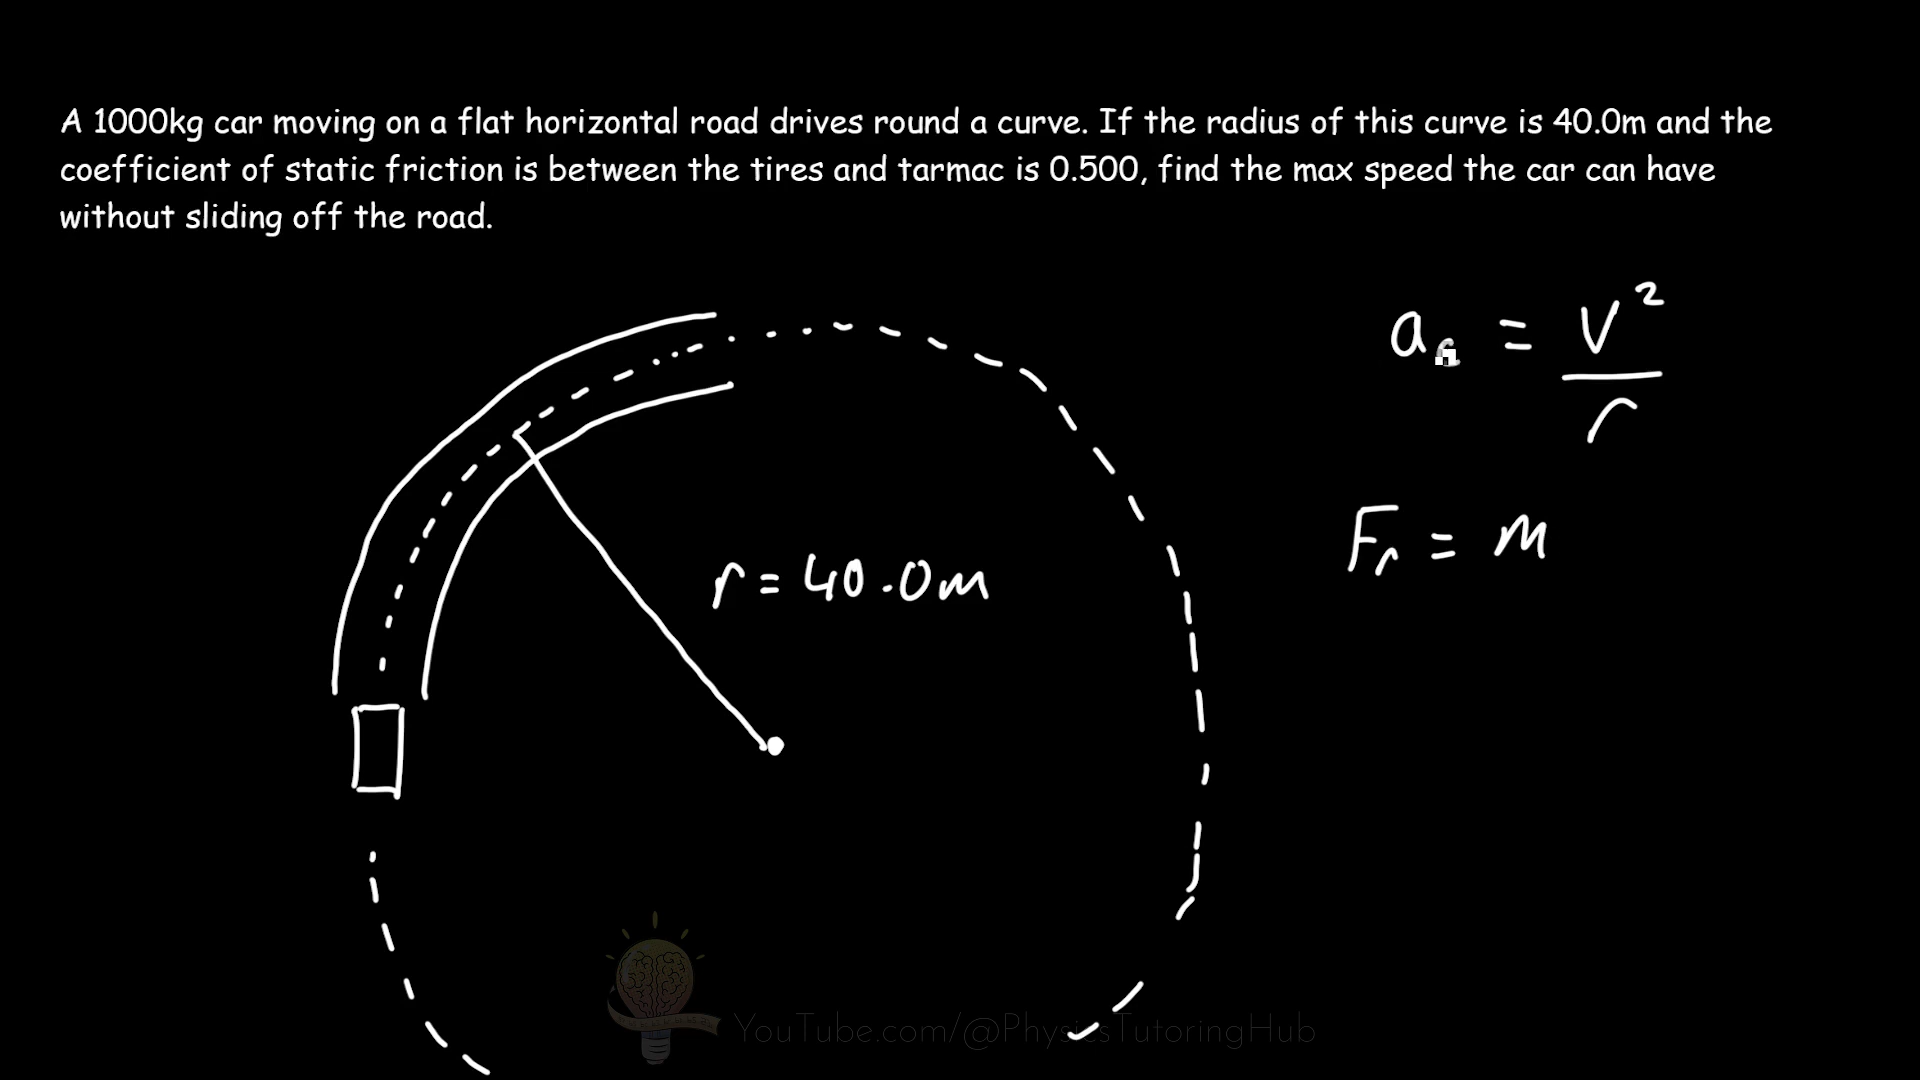 A 1000kg car moving on a flat horizontal road drives round a curve. If the radius of this curve is 40.0m and the
coefficient of static friction is between the tires and tarmac is 0.500, find the max speed the car can have
without sliding off the road.
a = v²/r
r = 40.0m
Fr = m
YouTube.com/@PhysicsTutoringHub